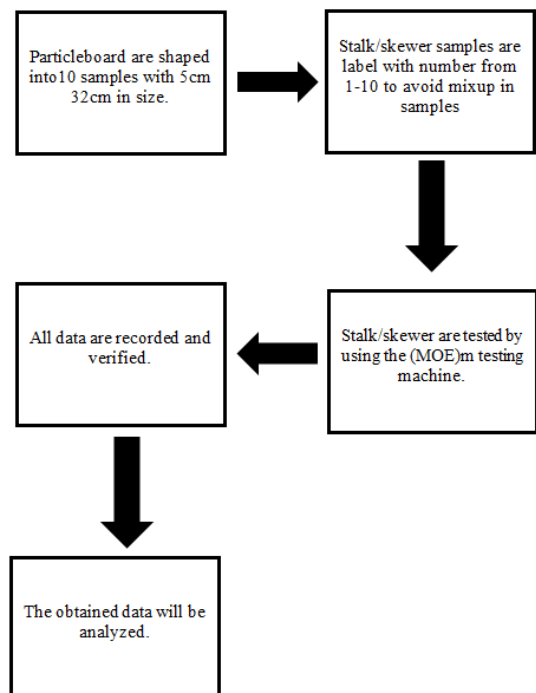 Particleboard are shaped
into10 samples with 5cm
32cm in size.
Stalk/skewer samples are
label with number from
1-10 to avoid mixup in
samples
Stalk/skewer are tested by
using the (MOE)m testing
machine.
All data are recorded and
verified.
The obtained data will be
analyzed.